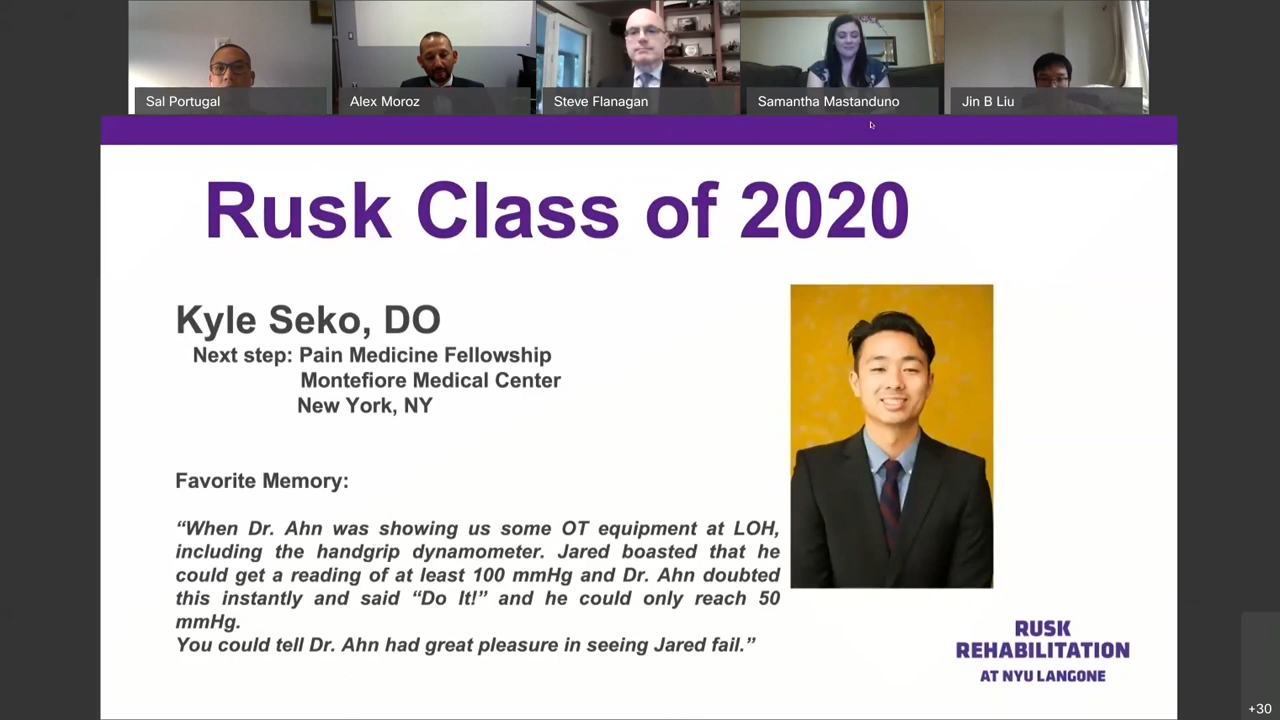 Sal Portugal
Alex Moroz
Steve Flanagan
Samantha Mastanduno
Jin B Liu
Rusk Class of 2020
Kyle Seko, DO
Next step: Pain Medicine Fellowship
Montefiore Medical Center
New York, NY
Favorite Memory:
“When Dr. Ahn was showing us some OT equipment at LOH,
including the handgrip dynamometer. Jared boasted that he
could get a reading of at least 100 mmHg and Dr. Ahn doubted
this instantly and said “Do It!” and he could only reach 50
mmHg.
You could tell Dr. Ahn had great pleasure in seeing Jared fail.”
RUSK
REHABILITATION
AT NYU LANGONE
+30